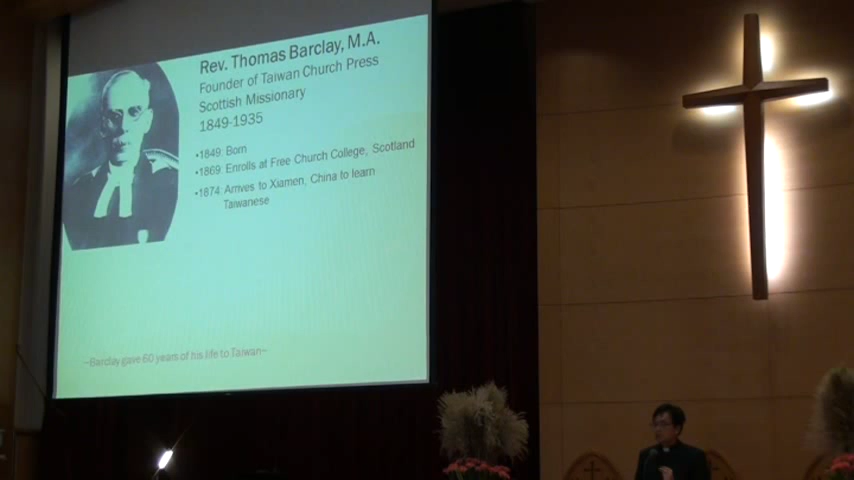 Rev. Thomas Barclay, M.A.
Founder of Taiwan Church Press
Scottish Missionary
1849-1935
•1849: Born
•1869: Enrolls at Free Church College, Scotland
•1874: Arrives to Xiamen, China to learn
Taiwanese
~Barclay gave 60 years of his life to Taiwan~